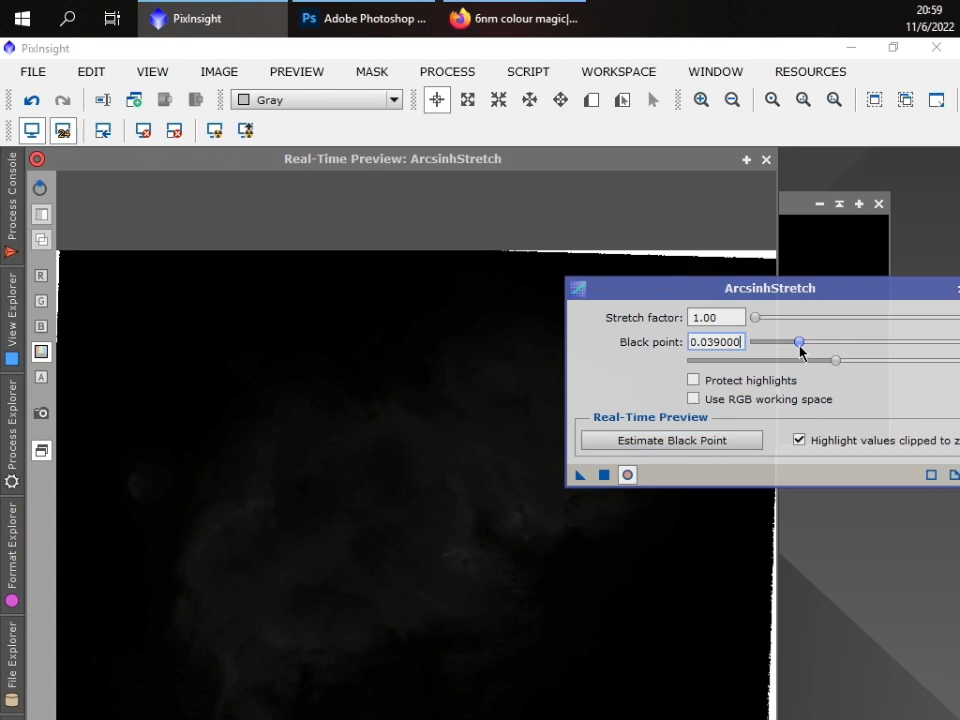 PixInsight
Adobe Photoshop ...
6nm colour magic|...
20:59
11/6/2022
PixInsight
FILE EDIT VIEW IMAGE PREVIEW MASK PROCESS SCRIPT WORKSPACE WINDOW RESOURCES
Gray
24
Real-Time Preview: ArcsinhStretch
Process Console
View Explorer
Process Explorer
Format Explorer
File Explorer
R
G
B
A
ArcsinhStretch
Stretch factor: 1.00
Black point: 0.039000
Protect highlights
Use RGB working space
Real-Time Preview
Estimate Black Point
Highlight values clipped to z